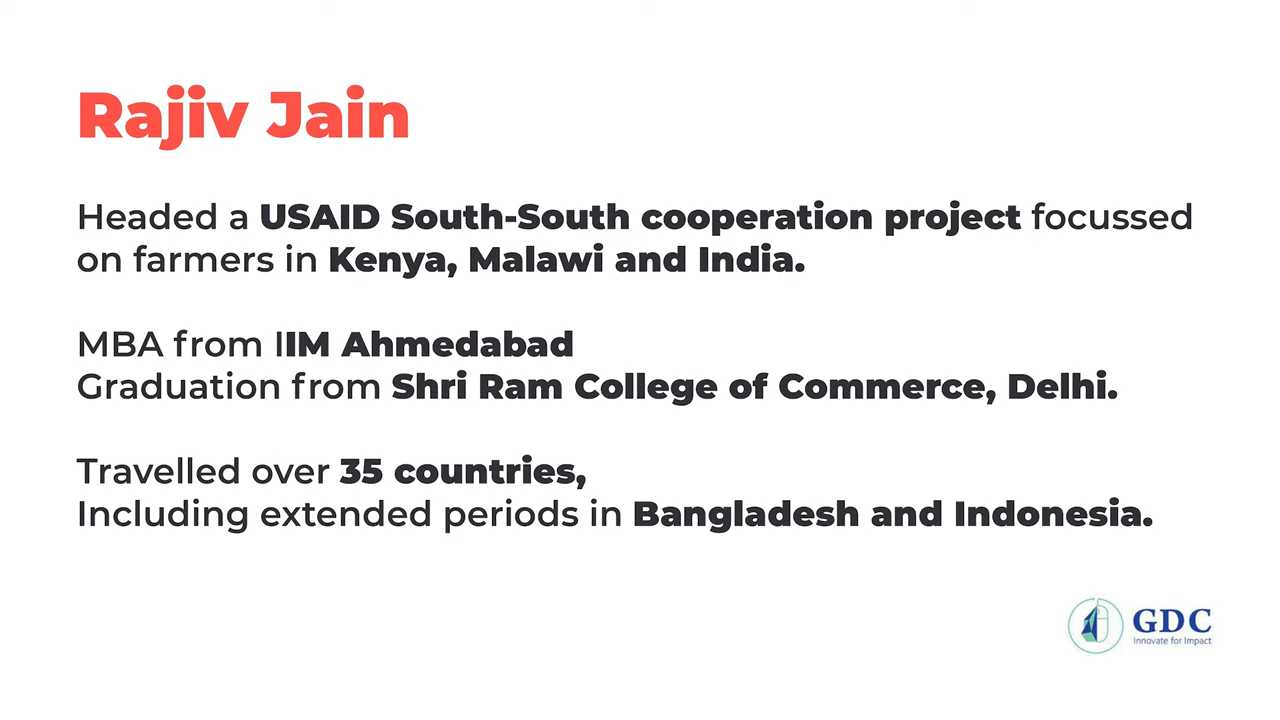 Rajiv Jain
Headed a USAID South-South cooperation project focussed
on farmers in Kenya, Malawi and India.
MBA from IIM Ahmedabad
Graduation from Shri Ram College of Commerce, Delhi.
Travelled over 35 countries,
Including extended periods in Bangladesh and Indonesia.
GDC
Innovate for Impact